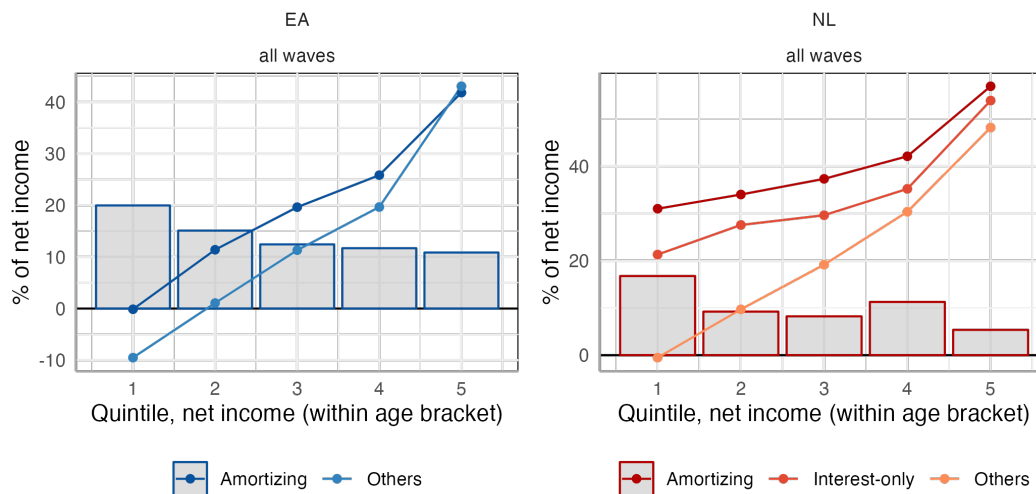 EA
all waves
% of net income
40
30
20
10
0
-10
1 2 3 4 5
Quintile, net income (within age bracket)
Amortizing Others
NL
all waves
% of net income
40
20
0
1 2 3 4 5
Quintile, net income (within age bracket)
Amortizing Interest-only Others